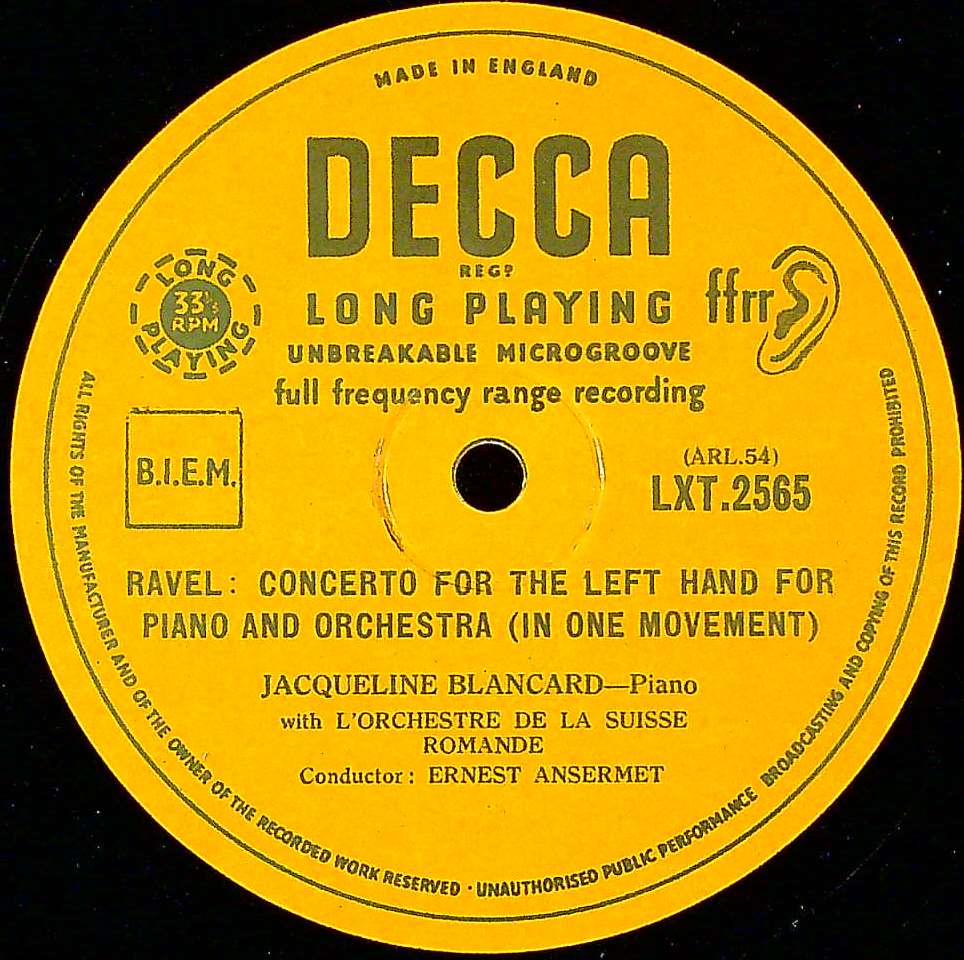 MADE IN ENGLAND
DECCA
REGD
LONG PLAYING
33⅓ RPM
LONG PLAYING
ffrr
UNBREAKABLE MICROGROOVE
full frequency range recording
B.I.E.M.
(ARL.54)
LXT.2565
RAVEL: CONCERTO FOR THE LEFT HAND FOR
PIANO AND ORCHESTRA (IN ONE MOVEMENT)
JACQUELINE BLANCARD—Piano
with L'ORCHESTRE DE LA SUISSE
ROMANDE
Conductor: ERNEST ANSERMET
ALL RIGHTS OF THE MANUFACTURER AND OF THE OWNER OF THE RECORDED WORK RESERVED · UNAUTHORISED PUBLIC PERFORMANCE BROADCASTING AND COPYING OF THIS RECORD PROHIBITED